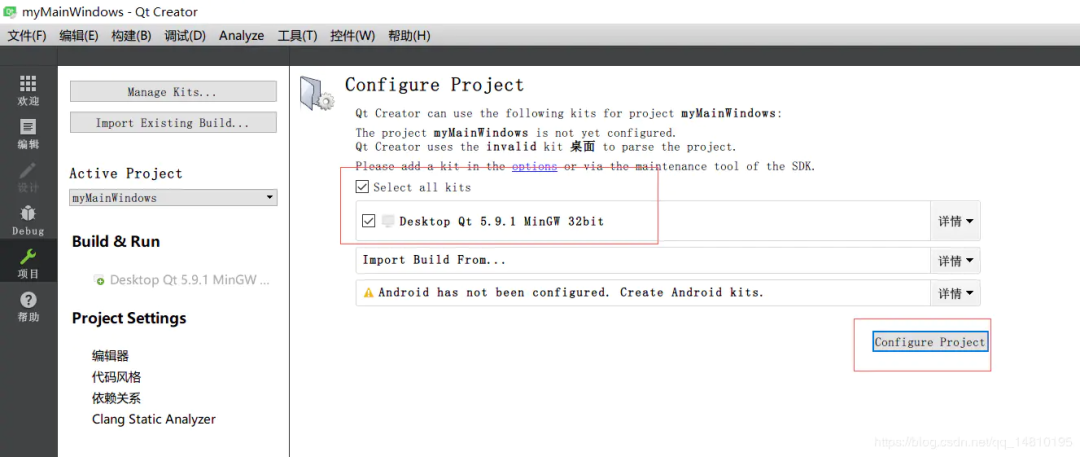 myMainWindows - Qt Creator
文件(F) 编辑(E) 构建(B) 调试(D) Analyze 工具(T) 控件(W) 帮助(H)
欢迎
编辑
设计
Debug
项目
帮助
Manage Kits...
Import Existing Build...
Active Project
myMainWindows
Build & Run
Desktop Qt 5.9.1 MinGW ...
Project Settings
编辑器
代码风格
依赖关系
Clang Static Analyzer
Configure Project
Qt Creator can use the following kits for project myMainWindows:
The project myMainWindows is not yet configured.
Qt Creator uses the invalid kit 桌面 to parse the project.
Please add a kit in the options or via the maintenance tool of the SDK.
Select all kits
Desktop Qt 5.9.1 MinGW 32bit 详情
Import Build From... 详情
Android has not been configured. Create Android kits. 详情
Configure Project
https://blog.csdn.net/qq_14810195